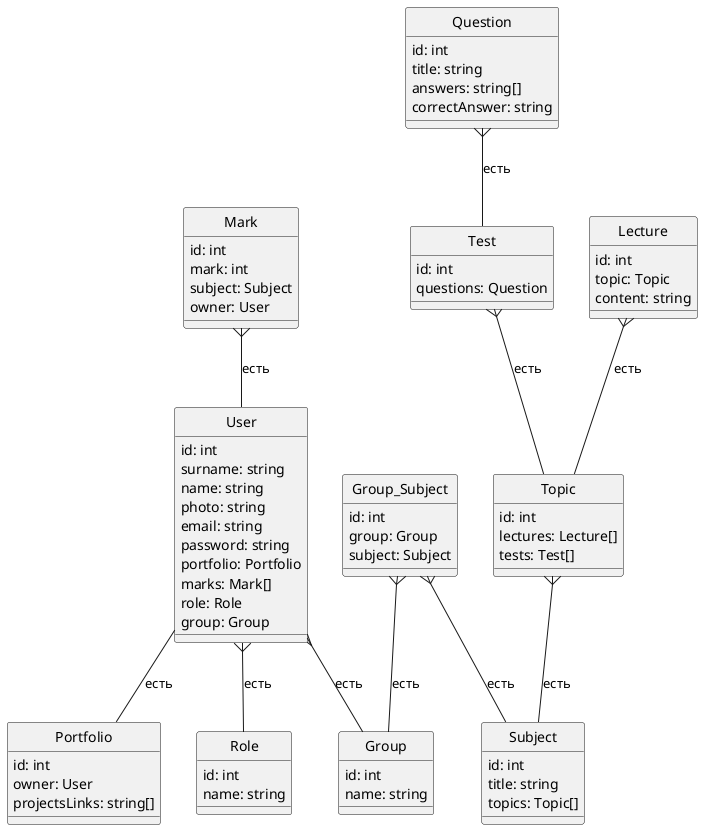 Question
id: int
title: string
answers: string[]
correctAnswer: string
есть
Mark
id: int
mark: int
subject: Subject
owner: User
Test
id: int
questions: Question
Lecture
id: int
topic: Topic
content: string
есть
есть
есть
User
id: int
surname: string
name: string
photo: string
email: string
password: string
portfolio: Portfolio
marks: Mark[]
role: Role
group: Group
Group_Subject
id: int
group: Group
subject: Subject
Topic
id: int
lectures: Lecture[]
tests: Test[]
есть
есть
есть
есть
есть
есть
Portfolio
id: int
owner: User
projectsLinks: string[]
Role
id: int
name: string
Group
id: int
name: string
Subject
id: int
title: string
topics: Topic[]